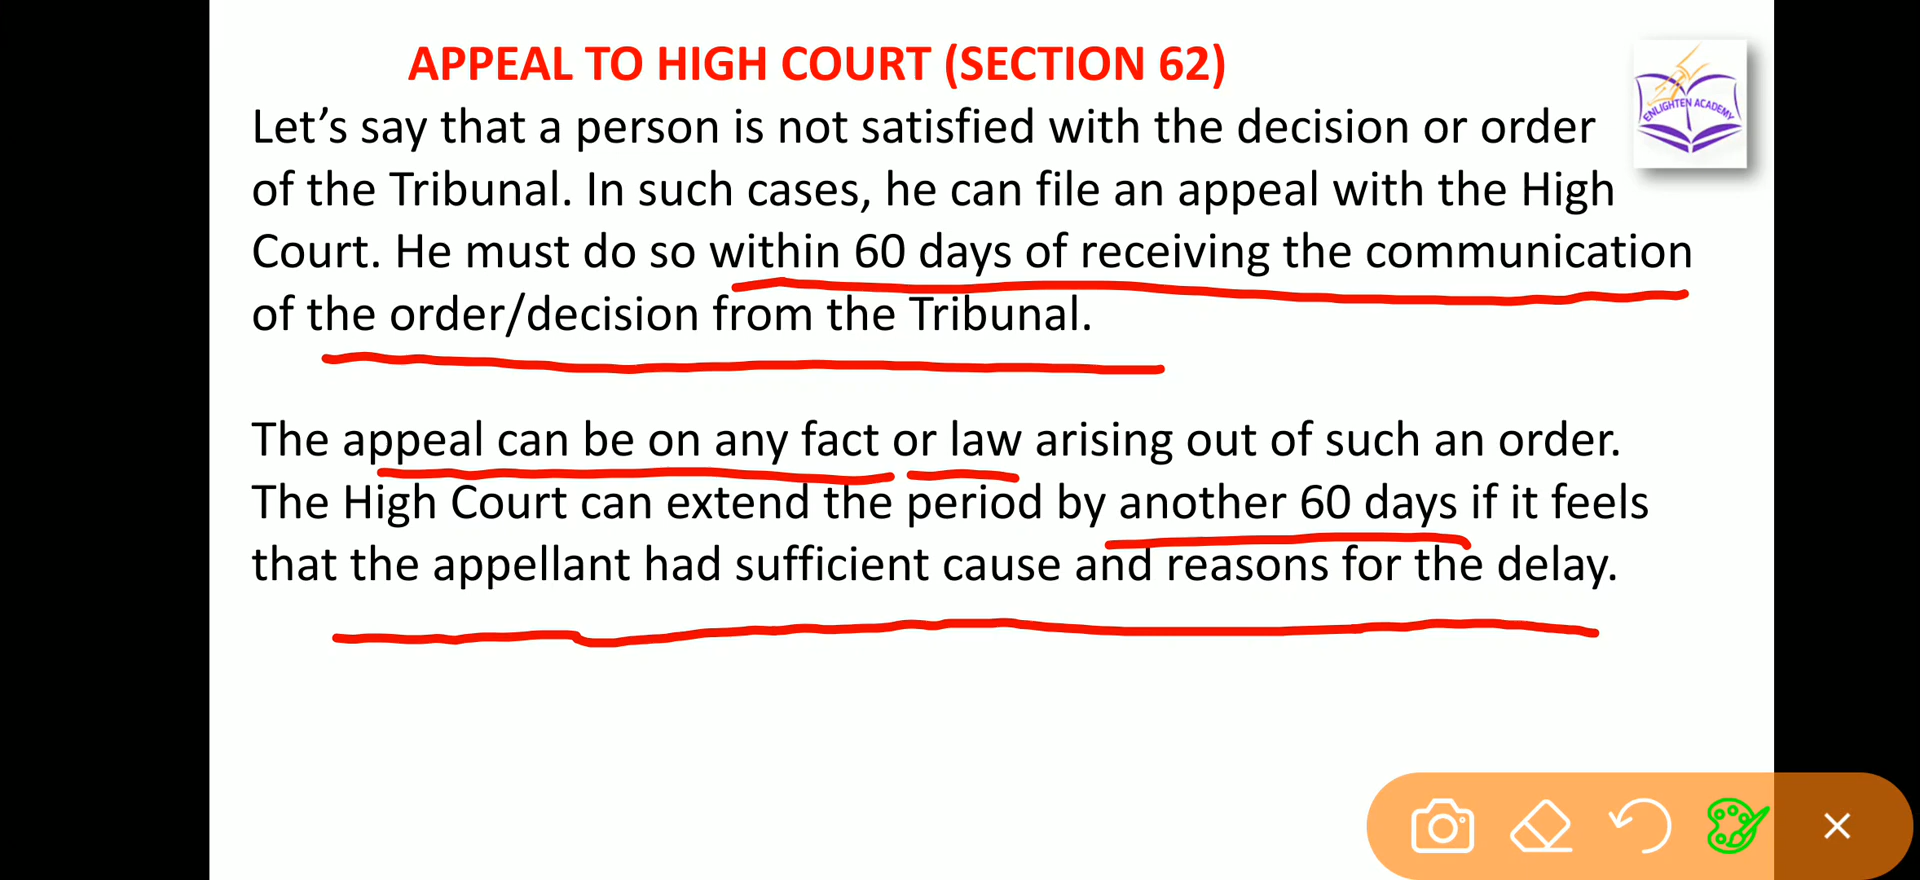 APPEAL TO HIGH COURT (SECTION 62)
Let’s say that a person is not satisfied with the decision or order
of the Tribunal. In such cases, he can file an appeal with the High
Court. He must do so within 60 days of receiving the communication
of the order/decision from the Tribunal.
The appeal can be on any fact or law arising out of such an order.
The High Court can extend the period by another 60 days if it feels
that the appellant had sufficient cause and reasons for the delay.
ENLIGHTEN ACADEMY